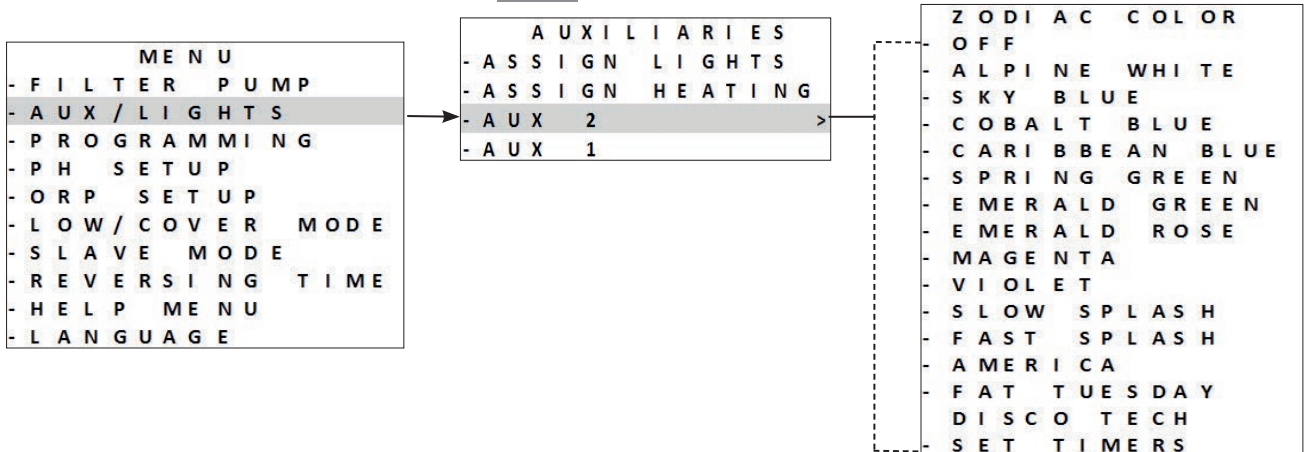 MENU
- FILTER PUMP
- AUX/LIGHTS
- PROGRAMMING
- PH SETUP
- ORP SETUP
- LOW/COVER MODE
- SLAVE MODE
- REVERSING TIME
- HELP MENU
- LANGUAGE
AUXILIARIES
- ASSIGN LIGHTS
- ASSIGN HEATING
- AUX 2 >
- AUX 1
ZODIAC COLOR
- OFF
- ALPINE WHITE
- SKY BLUE
- COBALT BLUE
- CARIBBEAN BLUE
- SPRING GREEN
- EMERALD GREEN
- EMERALD ROSE
- MAGENTA
- VIOLET
- SLOW SPLASH
- FAST SPLASH
- AMERICA
- FAT TUESDAY
DISCO TECH
- SET TIMERS